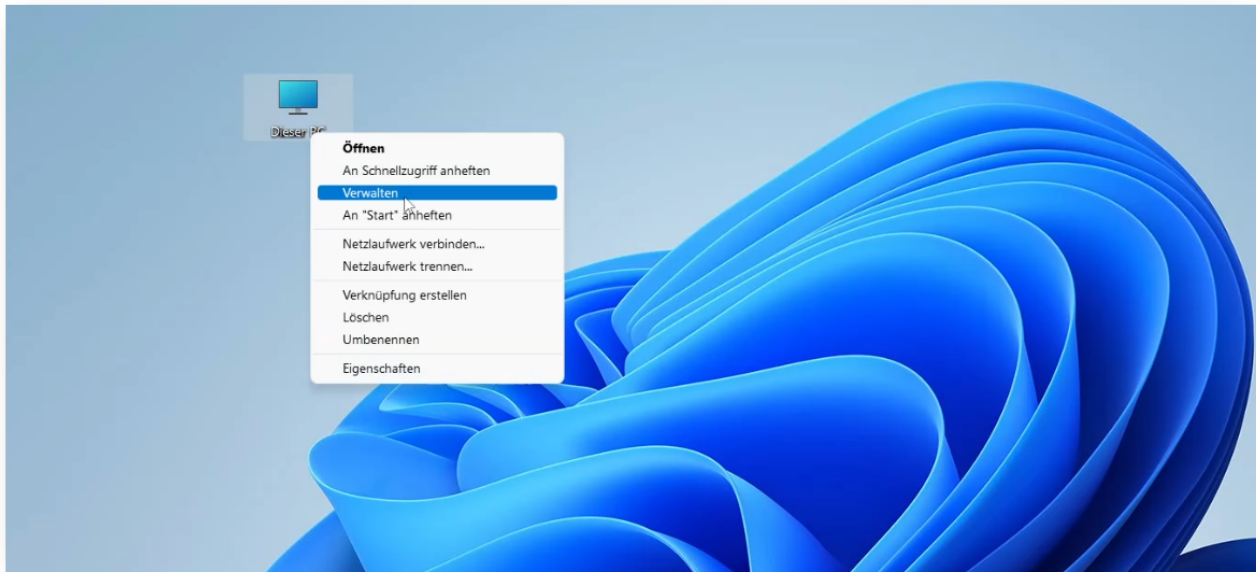 Dieser PC
Öffnen
An Schnellzugriff anheften
Verwalten
An "Start" anheften
Netzlaufwerk verbinden...
Netzlaufwerk trennen...
Verknüpfung erstellen
Löschen
Umbenennen
Eigenschaften